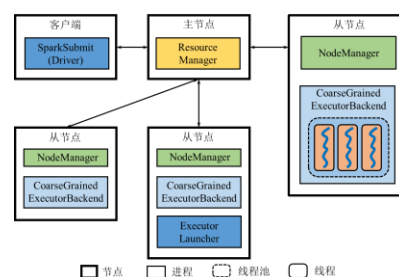 客户端
SparkSubmit
(Driver)
主节点
Resource
Manager
从节点
NodeManager
CoarseGrained
ExecutorBackend
从节点
NodeManager
CoarseGrained
ExecutorBackend
从节点
NodeManager
CoarseGrained
ExecutorBackend
Executor
Launcher
节点 进程 线程池 线程